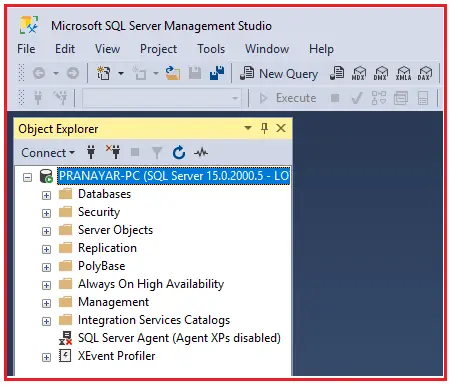 Microsoft SQL Server Management Studio
File Edit View Project Tools Window Help
New Query MDX DMX XMLA DAX
Execute
Object Explorer
Connect
PRANAYAR-PC (SQL Server 15.0.2000.5 - LO
Databases
Security
Server Objects
Replication
PolyBase
Always On High Availability
Management
Integration Services Catalogs
SQL Server Agent (Agent XPs disabled)
XEvent Profiler